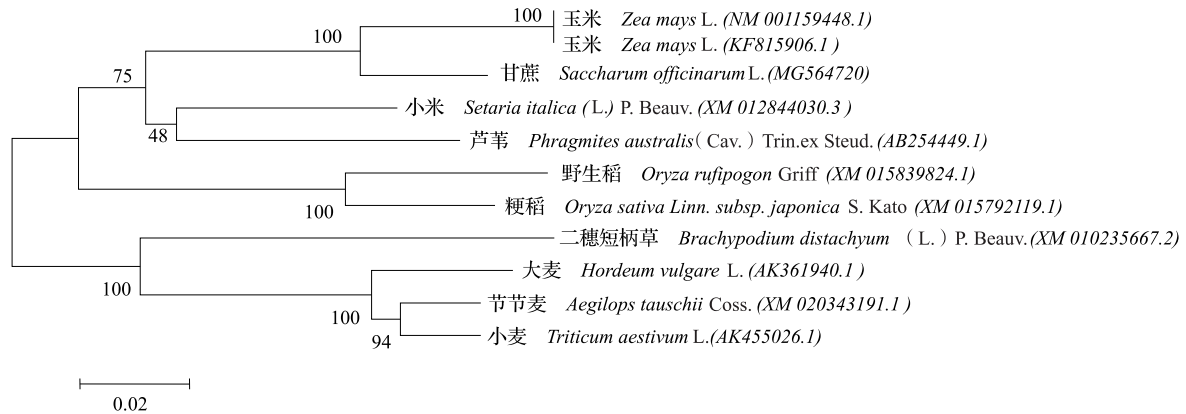 100
玉米 Zea mays L. (NM 001159448.1)
玉米 Zea mays L. (KF815906.1 )
100
甘蔗 Saccharum officinarum L. (MG564720)
75
小米 Setaria italica (L.) P. Beauv. (XM 012844030.3 )
48
芦苇 Phragmites australis( Cav. ) Trin.ex Steud. (AB254449.1)
野生稻 Oryza rufipogon Griff (XM 015839824.1)
100
粳稻 Oryza sativa Linn. subsp. japonica S. Kato (XM 015792119.1)
二穗短柄草 Brachypodium distachyum ( L. ) P. Beauv. (XM 010235667.2)
100
大麦 Hordeum vulgare L. (AK361940.1 )
100
节节麦 Aegilops tauschii Coss. (XM 020343191.1 )
94
小麦 Triticum aestivum L.(AK455026.1)
0.02